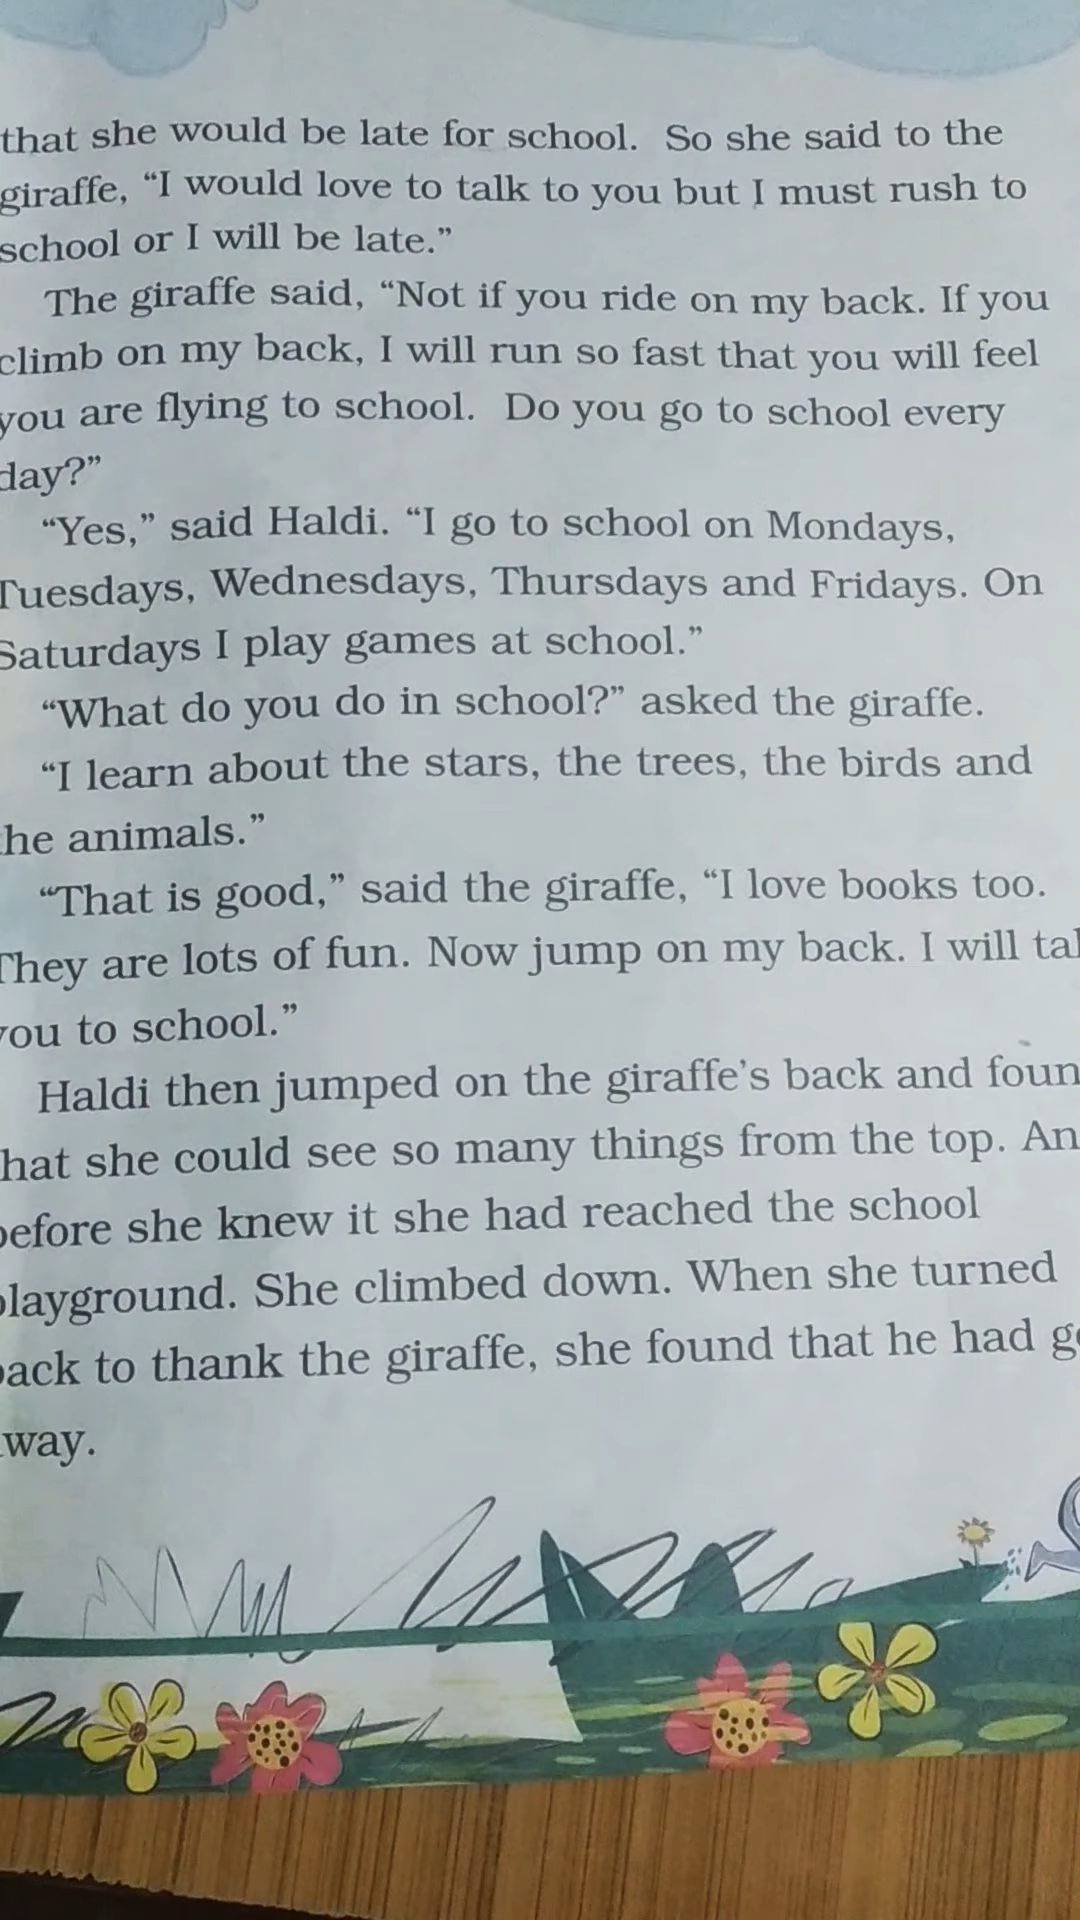 that she would be late for school. So she said to the
giraffe, “I would love to talk to you but I must rush to
school or I will be late.”
The giraffe said, “Not if you ride on my back. If you
climb on my back, I will run so fast that you will feel
you are flying to school. Do you go to school every
day?”
“Yes,” said Haldi. “I go to school on Mondays,
Tuesdays, Wednesdays, Thursdays and Fridays. On
Saturdays I play games at school.”
“What do you do in school?” asked the giraffe.
“I learn about the stars, the trees, the birds and
he animals.”
“That is good,” said the giraffe, “I love books too.
They are lots of fun. Now jump on my back. I will
you to school.”
Haldi then jumped on the giraffe’s back and foun
hat she could see so many things from the top. An
before she knew it she had reached the school
playground. She climbed down. When she turned
back to thank the giraffe, she found that he had
way.